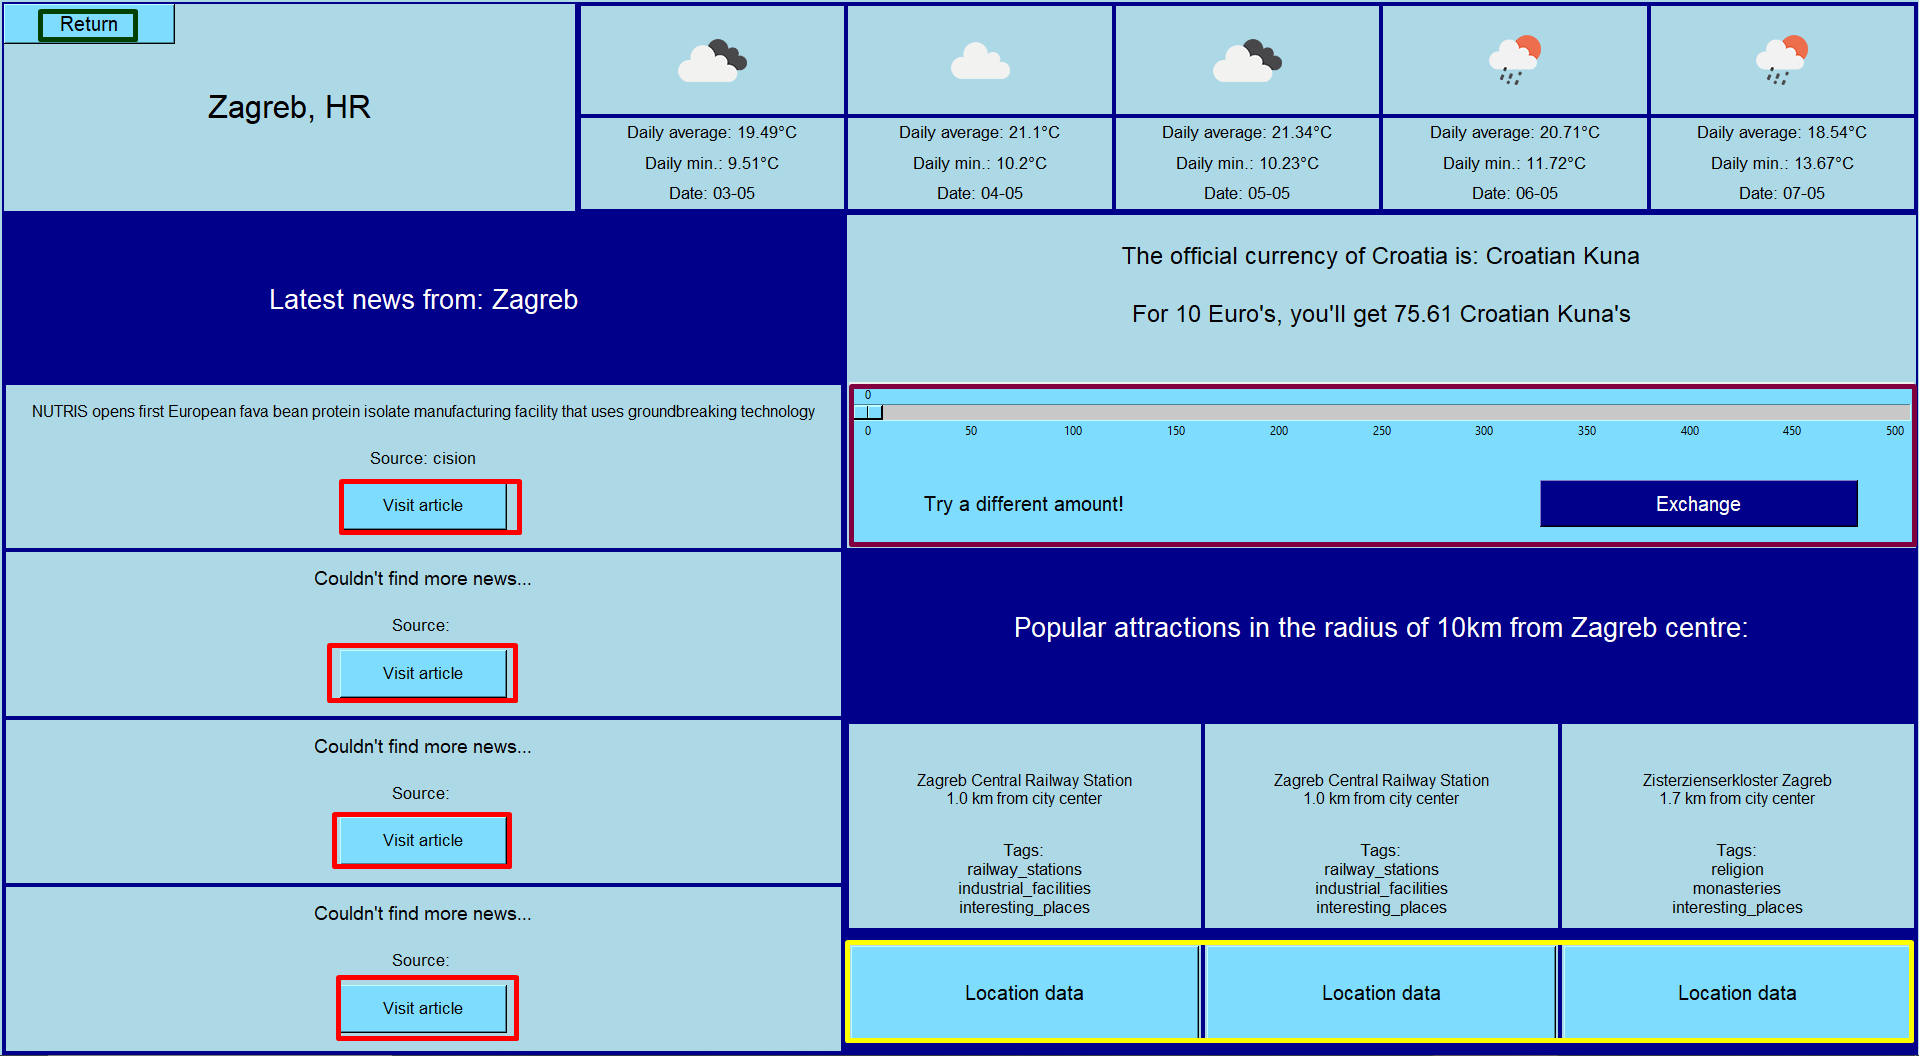 Return
Zagreb, HR
Daily average: 19.49°C
Daily min.: 9.51°C
Date: 03-05
Daily average: 21.1°C
Daily min.: 10.2°C
Date: 04-05
Daily average: 21.34°C
Daily min.: 10.23°C
Date: 05-05
Daily average: 20.71°C
Daily min.: 11.72°C
Date: 06-05
Daily average: 18.54°C
Daily min.: 13.67°C
Date: 07-05
Latest news from: Zagreb
NUTRIS opens first European fava bean protein isolate manufacturing facility that uses groundbreaking technology
Source: cision
Visit article
Couldn't find more news...
Source:
Visit article
Couldn't find more news...
Source:
Visit article
Couldn't find more news...
Source:
Visit article
The official currency of Croatia is: Croatian Kuna
For 10 Euro's, you'll get 75.61 Croatian Kuna's
0
0 50 100 150 200 250 300 350 400 450 500
Try a different amount!
Exchange
Popular attractions in the radius of 10km from Zagreb centre:
Zagreb Central Railway Station
1.0 km from city center
Tags:
railway_stations
industrial_facilities
interesting_places
Zagreb Central Railway Station
1.0 km from city center
Tags:
railway_stations
industrial_facilities
interesting_places
Zisterzienserkloster Zagreb
1.7 km from city center
Tags:
religion
monasteries
interesting_places
Location data
Location data
Location data